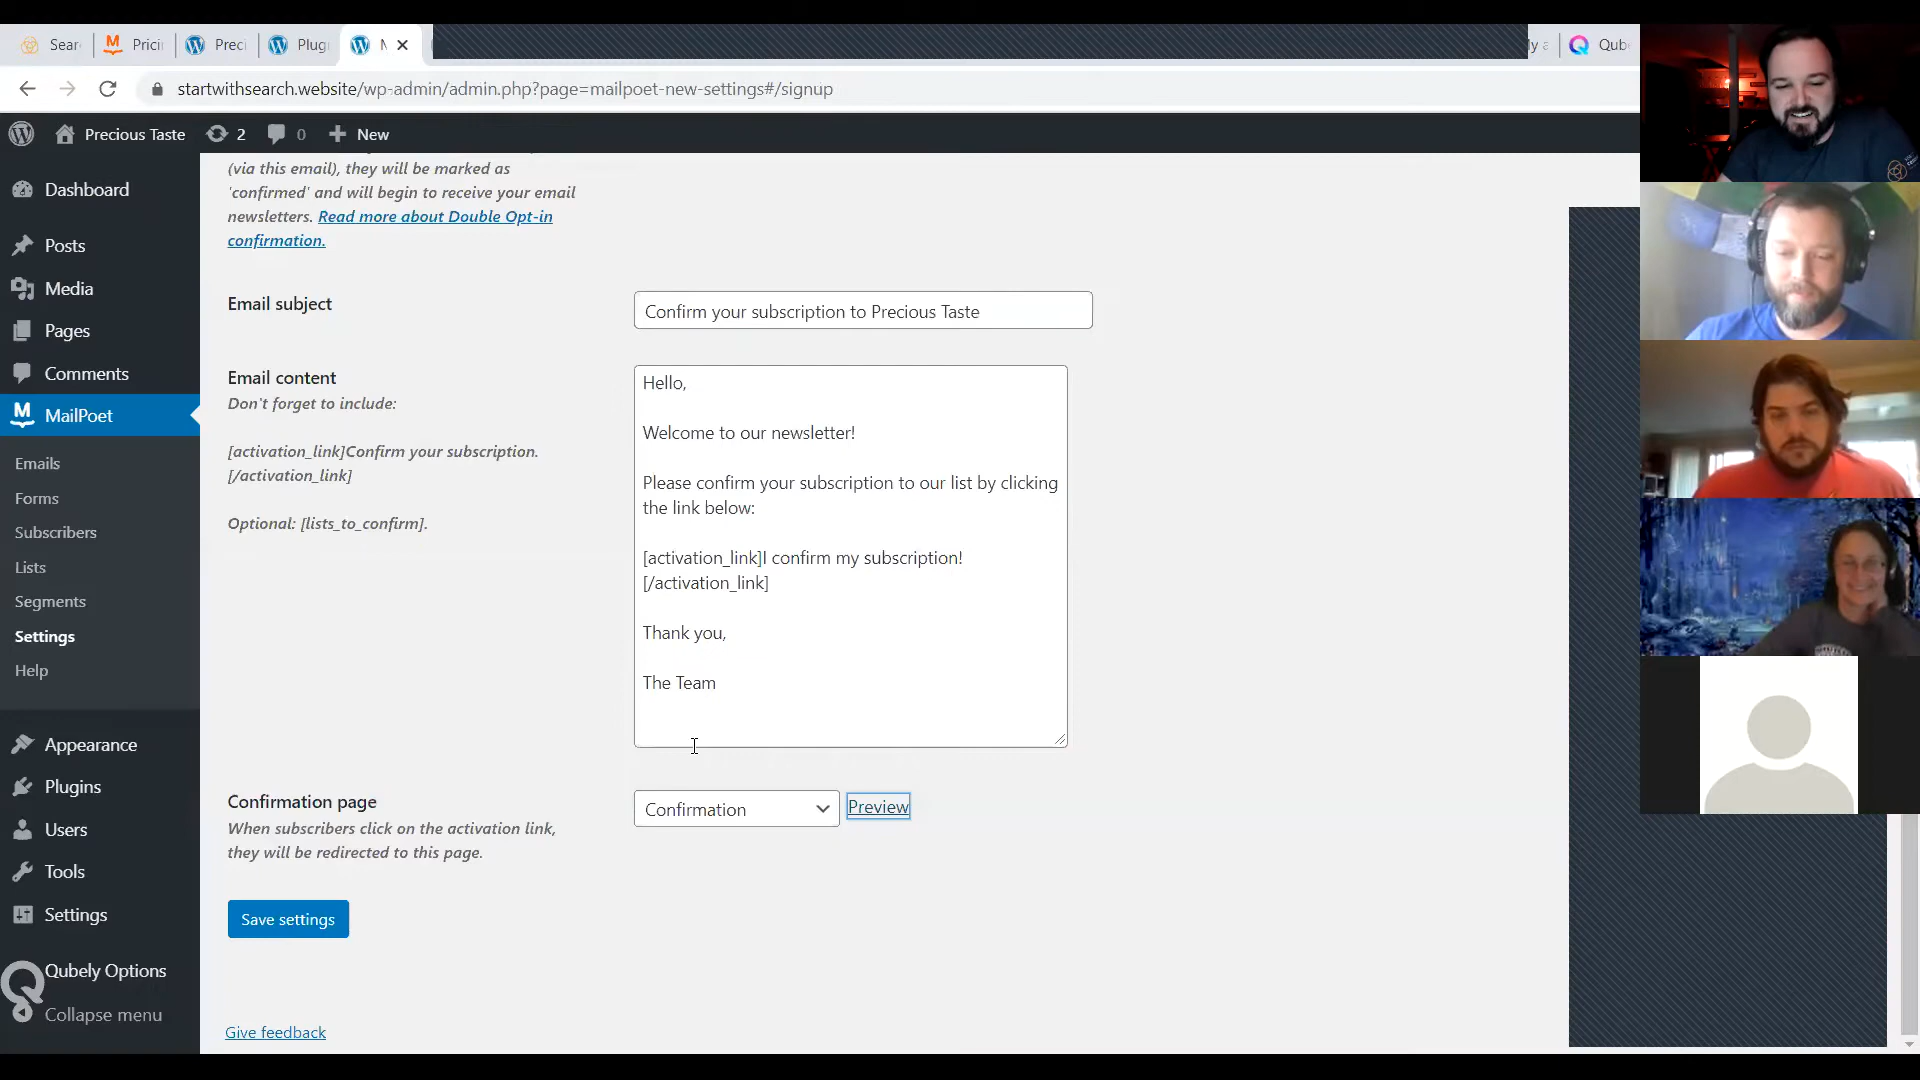 Sear
Prici
Preci
Plug
ly a
Qub
startwithsearch.website/wp-admin/admin.php?page=mailpoet-new-settings#/signup
Precious Taste
2
0
New
Dashboard
Posts
Media
Pages
Comments
MailPoet
Emails
Forms
Subscribers
Lists
Segments
Settings
Help
Appearance
Plugins
Users
Tools
Settings
Qubely Options
Collapse menu
(via this email), they will be marked as
'confirmed' and will begin to receive your email
newsletters. Read more about Double Opt-in
confirmation.
Email subject
Confirm your subscription to Precious Taste
Email content
Don't forget to include:
[activation_link]Confirm your subscription.
[/activation_link]
Optional: [lists_to_confirm].
Hello,
Welcome to our newsletter!
Please confirm your subscription to our list by clicking
the link below:
[activation_link]I confirm my subscription!
[/activation_link]
Thank you,
The Team
Confirmation page
When subscribers click on the activation link,
they will be redirected to this page.
Confirmation
Preview
Save settings
Give feedback